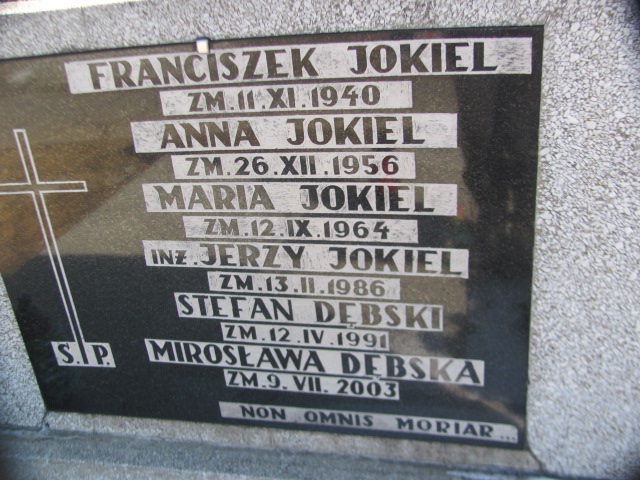 FRANCISZEK JOKIEL
ZM. 11. XI. 1940
ANNA JOKIEL
ZM. 26. XII. 1956
MARIA JOKIEL
ZM. 12. IX. 1964
INŻ. JERZY JOKIEL
ZM. 13. II. 1986
STEFAN DĘBSKI
ZM. 12. IV. 1991
Ś. P.
MIROSŁAWA DĘBSKA
ZM. 9. VII. 2003
NON OMNIS MORIAR...